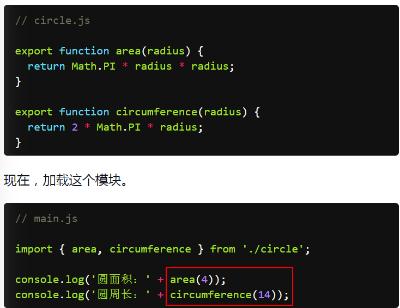 // circle.js
export function area(radius) {
return Math.PI * radius * radius;
}
export function circumference(radius) {
return 2 * Math.PI * radius;
}
现在，加载这个模块。
// main.js
import { area, circumference } from './circle';
console.log('圆面积：' + area(4));
console.log('圆周长：' + circumference(14));